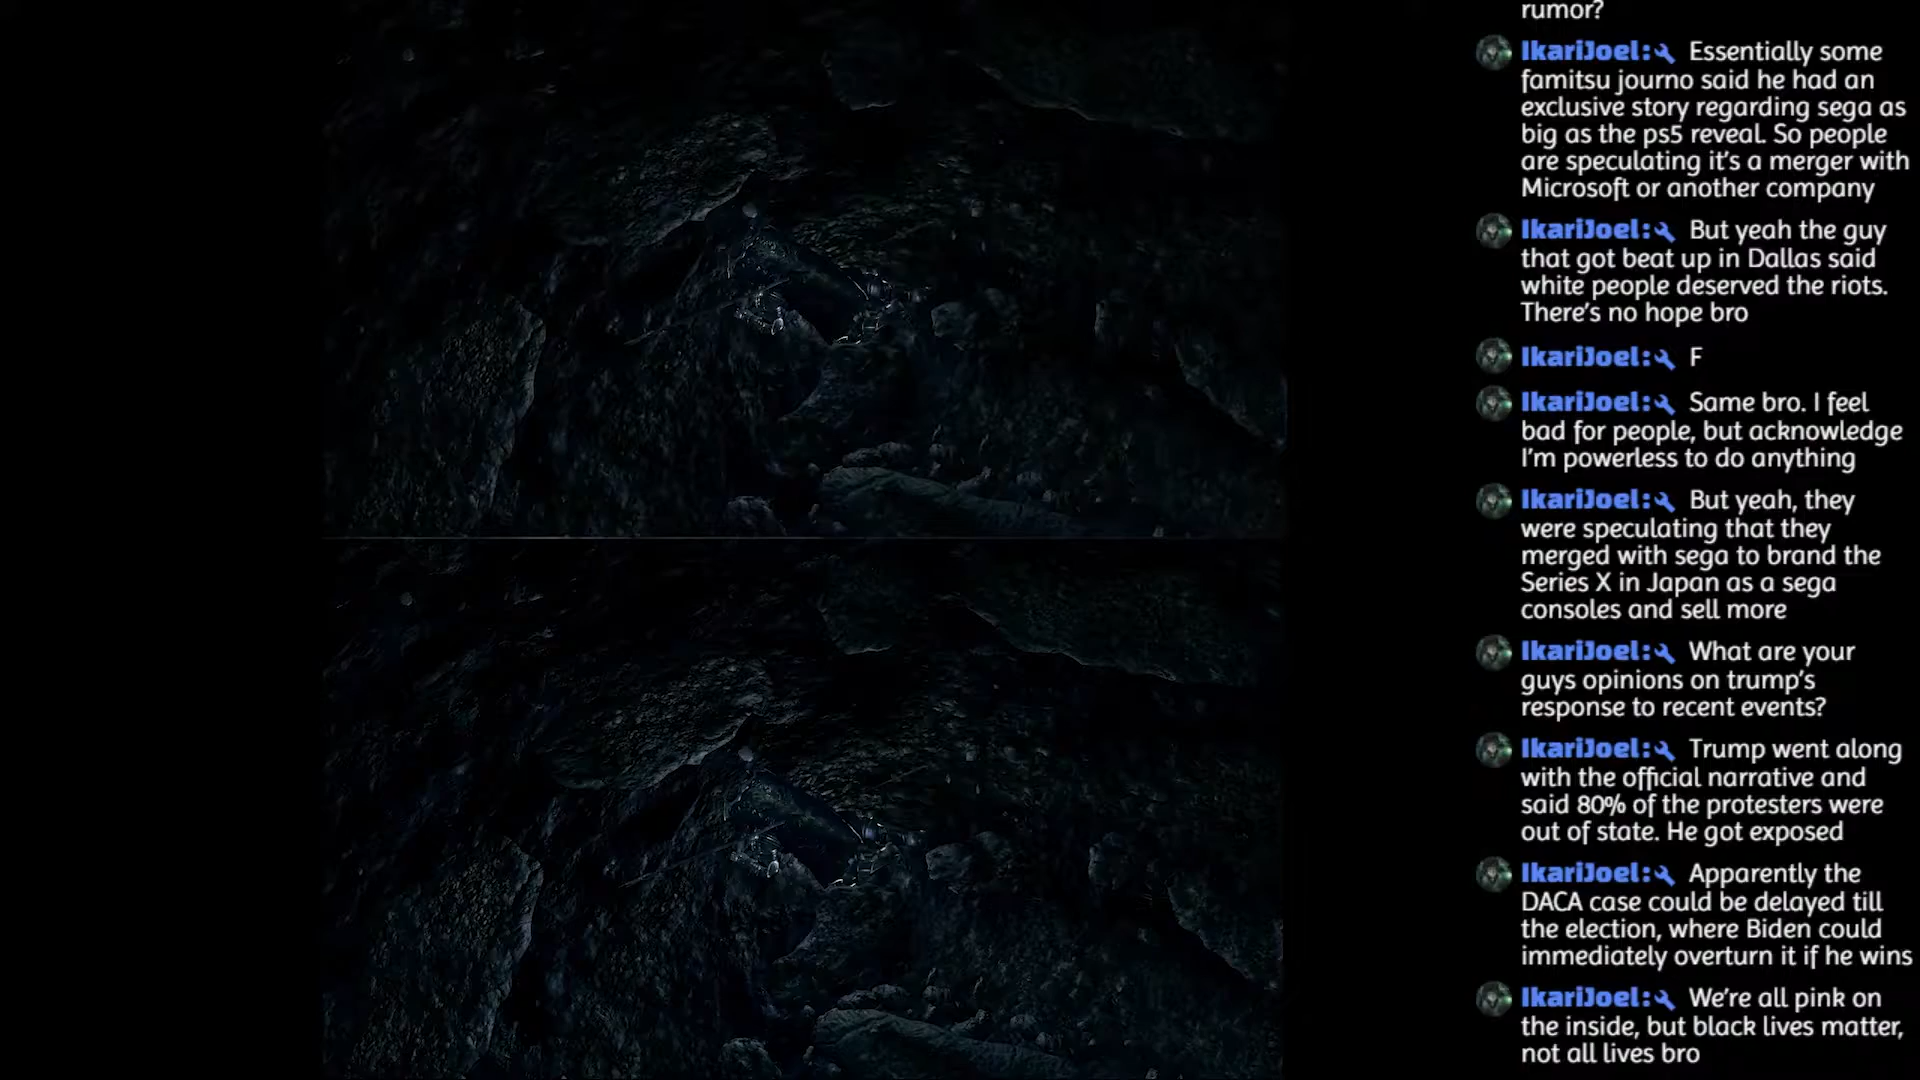 rumor?
IkariJoel: Essentially some
famitsu journo said he had an
exclusive story regarding sega as
big as the ps5 reveal. So people
are speculating it's a merger with
Microsoft or another company
IkariJoel: But yeah the guy
that got beat up in Dallas said
white people deserved the riots.
There's no hope bro
IkariJoel: F
IkariJoel: Same bro. I feel
bad for people, but acknowledge
I'm powerless to do anything
IkariJoel: But yeah, they
were speculating that they
merged with sega to brand the
Series X in Japan as a sega
consoles and sell more
IkariJoel: What are your
guys opinions on trump's
response to recent events?
IkariJoel: Trump went along
with the official narrative and
said 80% of the protesters were
out of state. He got exposed
IkariJoel: Apparently the
DACA case could be delayed till
the election, where Biden could
immediately overturn it if he wins
IkariJoel: We're all pink on
the inside, but black lives matter,
not all lives bro